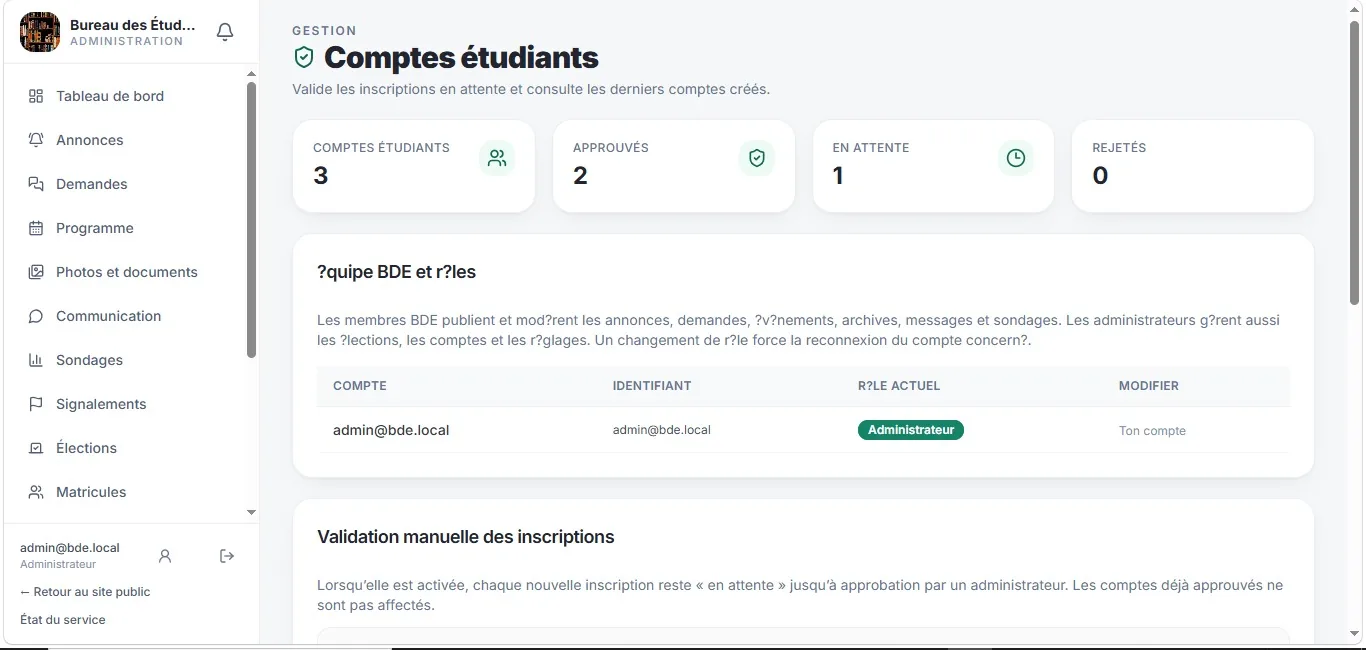 Bureau des Étud...
ADMINISTRATION
Tableau de bord
Annonces
Demandes
Programme
Photos et documents
Communication
Sondages
Signalements
Élections
Matricules
admin@bde.local
Administrateur
← Retour au site public
État du service
GESTION
Comptes étudiants
Valide les inscriptions en attente et consulte les derniers comptes créés.
COMPTES ÉTUDIANTS
3
APPROUVÉS
2
EN ATTENTE
1
REJETÉS
0
?quipe BDE et r?les
Les membres BDE publient et mod?rent les annonces, demandes, ?v?nements, archives, messages et sondages. Les administrateurs g?rent aussi
les ?lections, les comptes et les r?glages. Un changement de r?le force la reconnexion du compte concern?.
COMPTE IDENTIFIANT R?LE ACTUEL MODIFIER
admin@bde.local admin@bde.local Administrateur Ton compte
Validation manuelle des inscriptions
Lorsqu’elle est activée, chaque nouvelle inscription reste « en attente » jusqu’à approbation par un administrateur. Les comptes déjà approuvés ne
sont pas affectés.